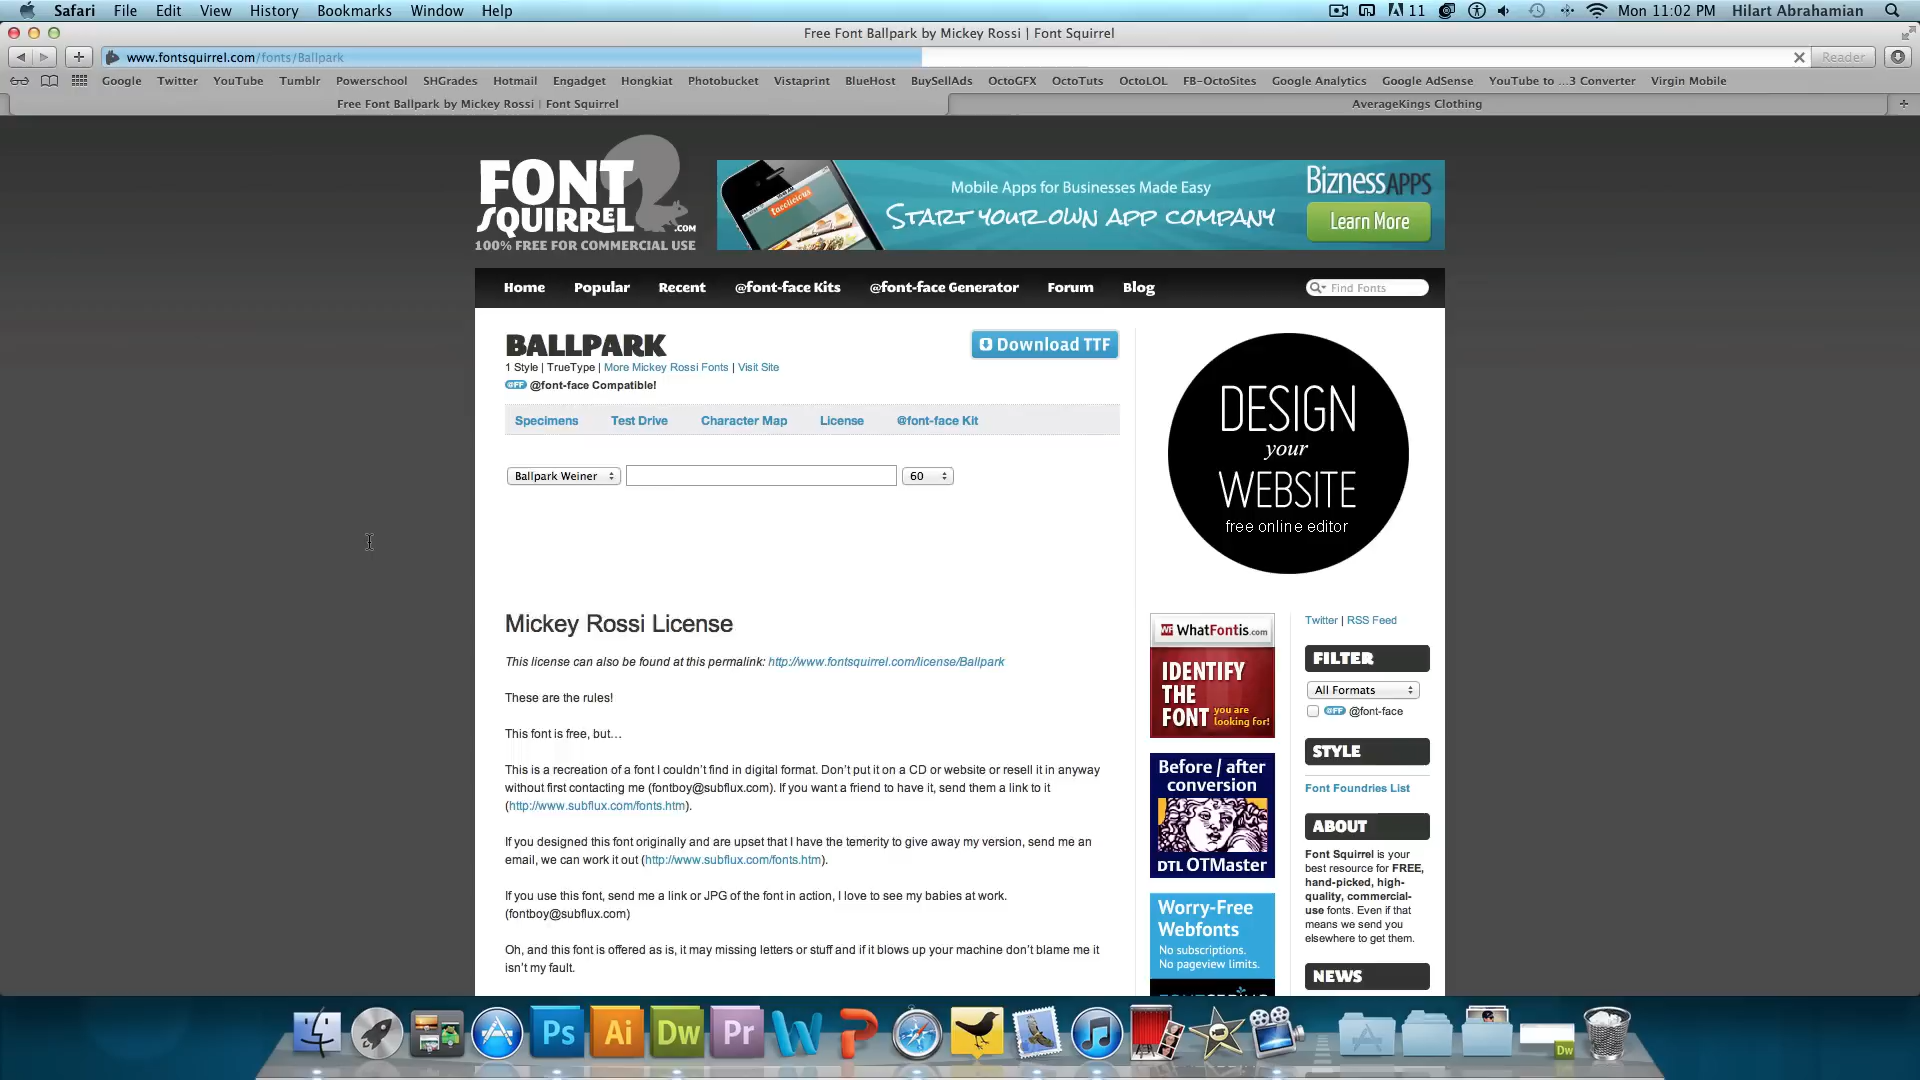 Safari File Edit View History Bookmarks Window Help
11 Mon 11:02 PM Hilart Abrahamian
Free Font Ballpark by Mickey Rossi | Font Squirrel
www.fontsquirrel.com/fonts/Ballpark
Reader
Google Twitter YouTube Tumblr Powerschool SHGrades Hotmail Engadget Hongkiat Photobucket Vistaprint BlueHost BuySellAds OctoGFX OctoTuts OctoLOL FB-OctoSites Google Analytics Google AdSense YouTube to ...3 Converter Virgin Mobile
Free Font Ballpark by Mickey Rossi | Font Squirrel
AverageKings Clothing
FONT
SQUIRREL.COM
100% FREE FOR COMMERCIAL USE
tacolicious
Mobile Apps for Businesses Made Easy
START YOUR OWN APP COMPANY
BiznessAPPS
Learn More
Home Popular Recent @font-face Kits @font-face Generator Forum Blog
Find Fonts
BALLPARK
Download TTF
1 Style | TrueType | More Mickey Rossi Fonts | Visit Site
@FF @font-face Compatible!
Specimens Test Drive Character Map License @font-face Kit
Ballpark Weiner
60
DESIGN
your
WEBSITE
free online editor
Mickey Rossi License
This license can also be found at this permalink: http://www.fontsquirrel.com/license/Ballpark
These are the rules!
This font is free, but…
This is a recreation of a font I couldn't find in digital format. Don't put it on a CD or website or resell it in anyway
without first contacting me (fontboy@subflux.com). If you want a friend to have it, send them a link to it
(http://www.subflux.com/fonts.htm).
If you designed this font originally and are upset that I have the temerity to give away my version, send me an
email, we can work it out (http://www.subflux.com/fonts.htm).
If you use this font, send me a link or JPG of the font in action, I love to see my babies at work.
(fontboy@subflux.com)
Oh, and this font is offered as is, it may missing letters or stuff and if it blows up your machine don't blame me it
isn't my fault.
WF WhatFontis.com
IDENTIFY
THE
FONT you are
looking for!
Before / after
conversion
DTL OTMaster
Worry-Free
Webfonts
No subscriptions.
No pageview limits.
Twitter | RSS Feed
FILTER
All Formats
@FF @font-face
STYLE
Font Foundries List
ABOUT
Font Squirrel is your
best resource for FREE,
hand-picked, high-
quality, commercial-
use fonts. Even if that
means we send you
elsewhere to get them.
NEWS
Ps Ai Dw Pr
Dw